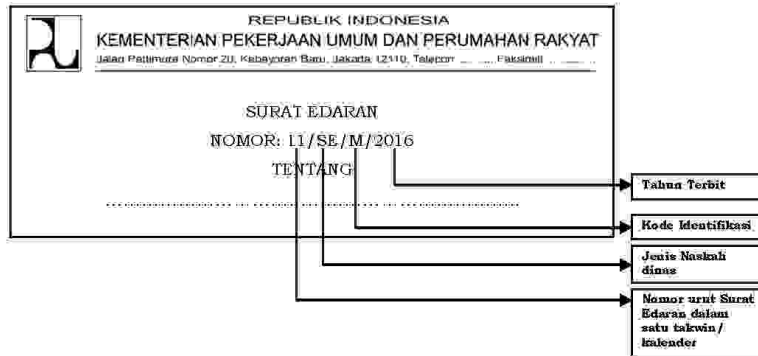 REPUBLIK INDONESIA
KEMENTERIAN PEKERJAAN UMUM DAN PERUMAHAN RAKYAT
Jalan Pattimura Nomor 20, Kebayoran Baru, Jakarta 12110, Telepon ........... Faksimili ...........
SURAT EDARAN
NOMOR: 11/SE/M/2016
TENTANG
Tahun Terbit
Kode Identifikasi
Jenis Naskah
dinas
Nomor urut Surat
Edaran dalam
satu takwin/
kalender